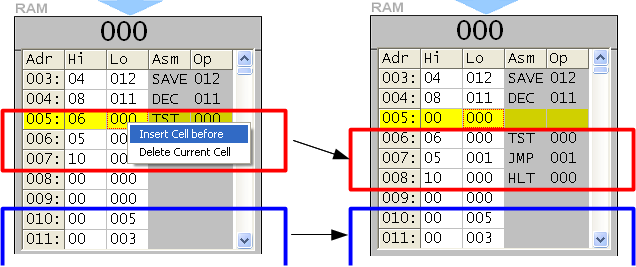 RAM
000
Adr Hi Lo Asm Op
003: 04 012 SAVE 012
004: 08 011 DEC 011
005: 06 000 TST 000
006: 05 00
007: 10 00
008: 00 000
009: 00 000
010: 00 005
011: 00 003
Insert Cell before
Delete Current Cell
RAM
000
Adr Hi Lo Asm Op
003: 04 012 SAVE 012
004: 08 011 DEC 011
005: 00 000
006: 06 000 TST 000
007: 05 001 JMP 001
008: 10 000 HLT 000
009: 00 000
010: 00 005
011: 00 003